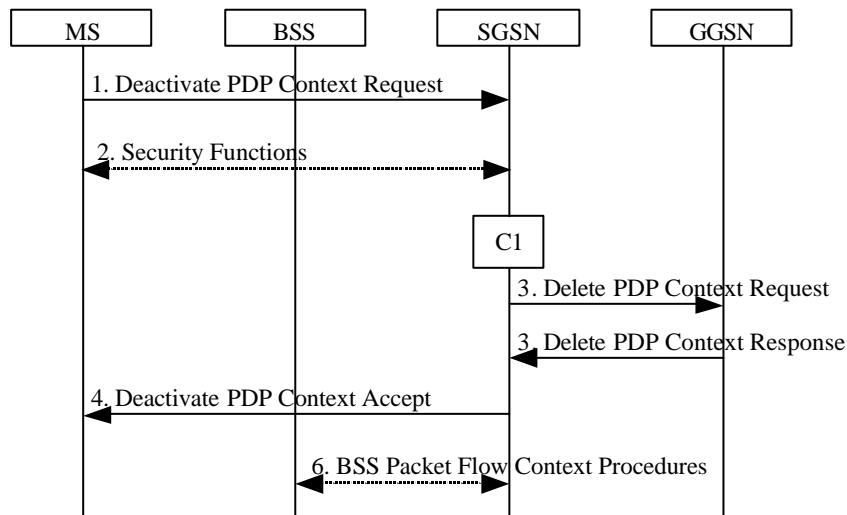 MS
BSS
SGSN
GGSN
1. Deactivate PDP Context Request
2. Security Functions
C1
3. Delete PDP Context Request
3. Delete PDP Context Response
4. Deactivate PDP Context Accept
6. BSS Packet Flow Context Procedures